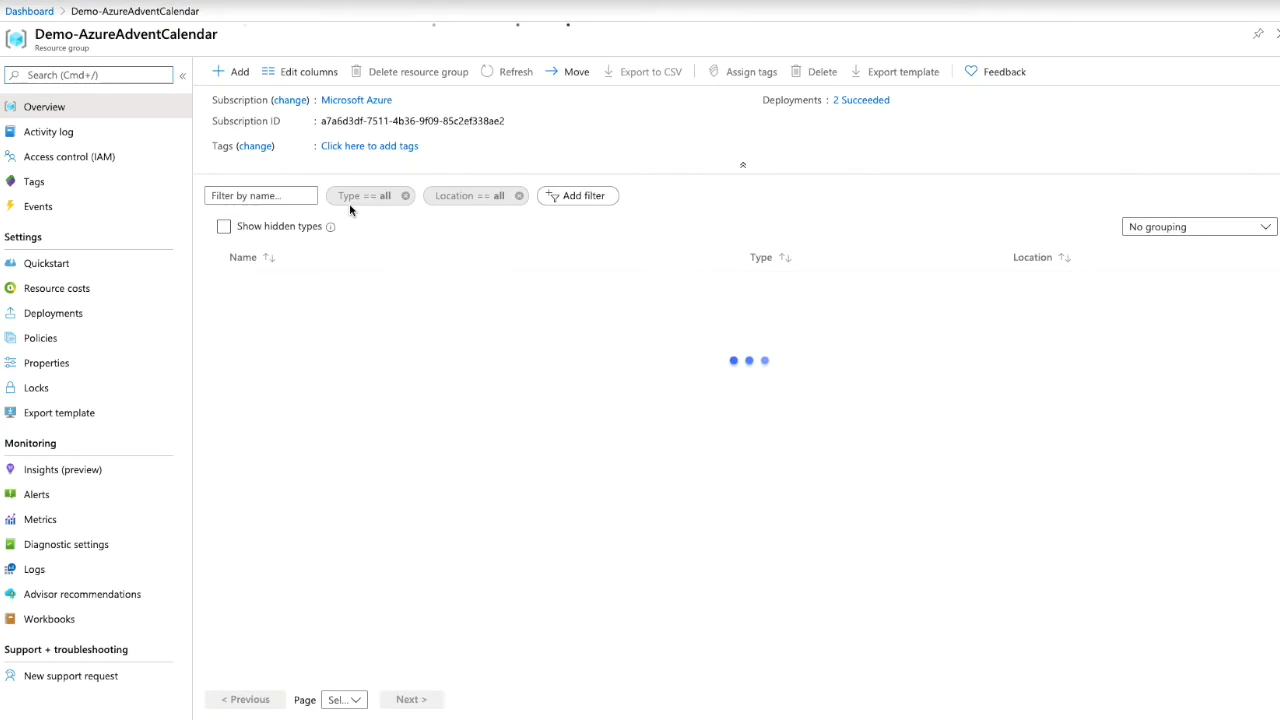 Dashboard > Demo-AzureAdventCalendar
Demo-AzureAdventCalendar
Resource group
Search (Cmd+/)
«
Add
Edit columns
Delete resource group
Refresh
Move
Export to CSV
Assign tags
Delete
Export template
Feedback
Overview
Activity log
Access control (IAM)
Tags
Events
Settings
Quickstart
Resource costs
Deployments
Policies
Properties
Locks
Export template
Monitoring
Insights (preview)
Alerts
Metrics
Diagnostic settings
Logs
Advisor recommendations
Workbooks
Support + troubleshooting
New support request
Subscription (change) : Microsoft Azure
Deployments : 2 Succeeded
Subscription ID : a7a6d3df-7511-4b36-9f09-85c2ef338ae2
Tags (change) : Click here to add tags
Filter by name...
Type == all
Location == all
Add filter
Show hidden types
No grouping
Name
Type
Location
< Previous
Page
Sel...
Next >